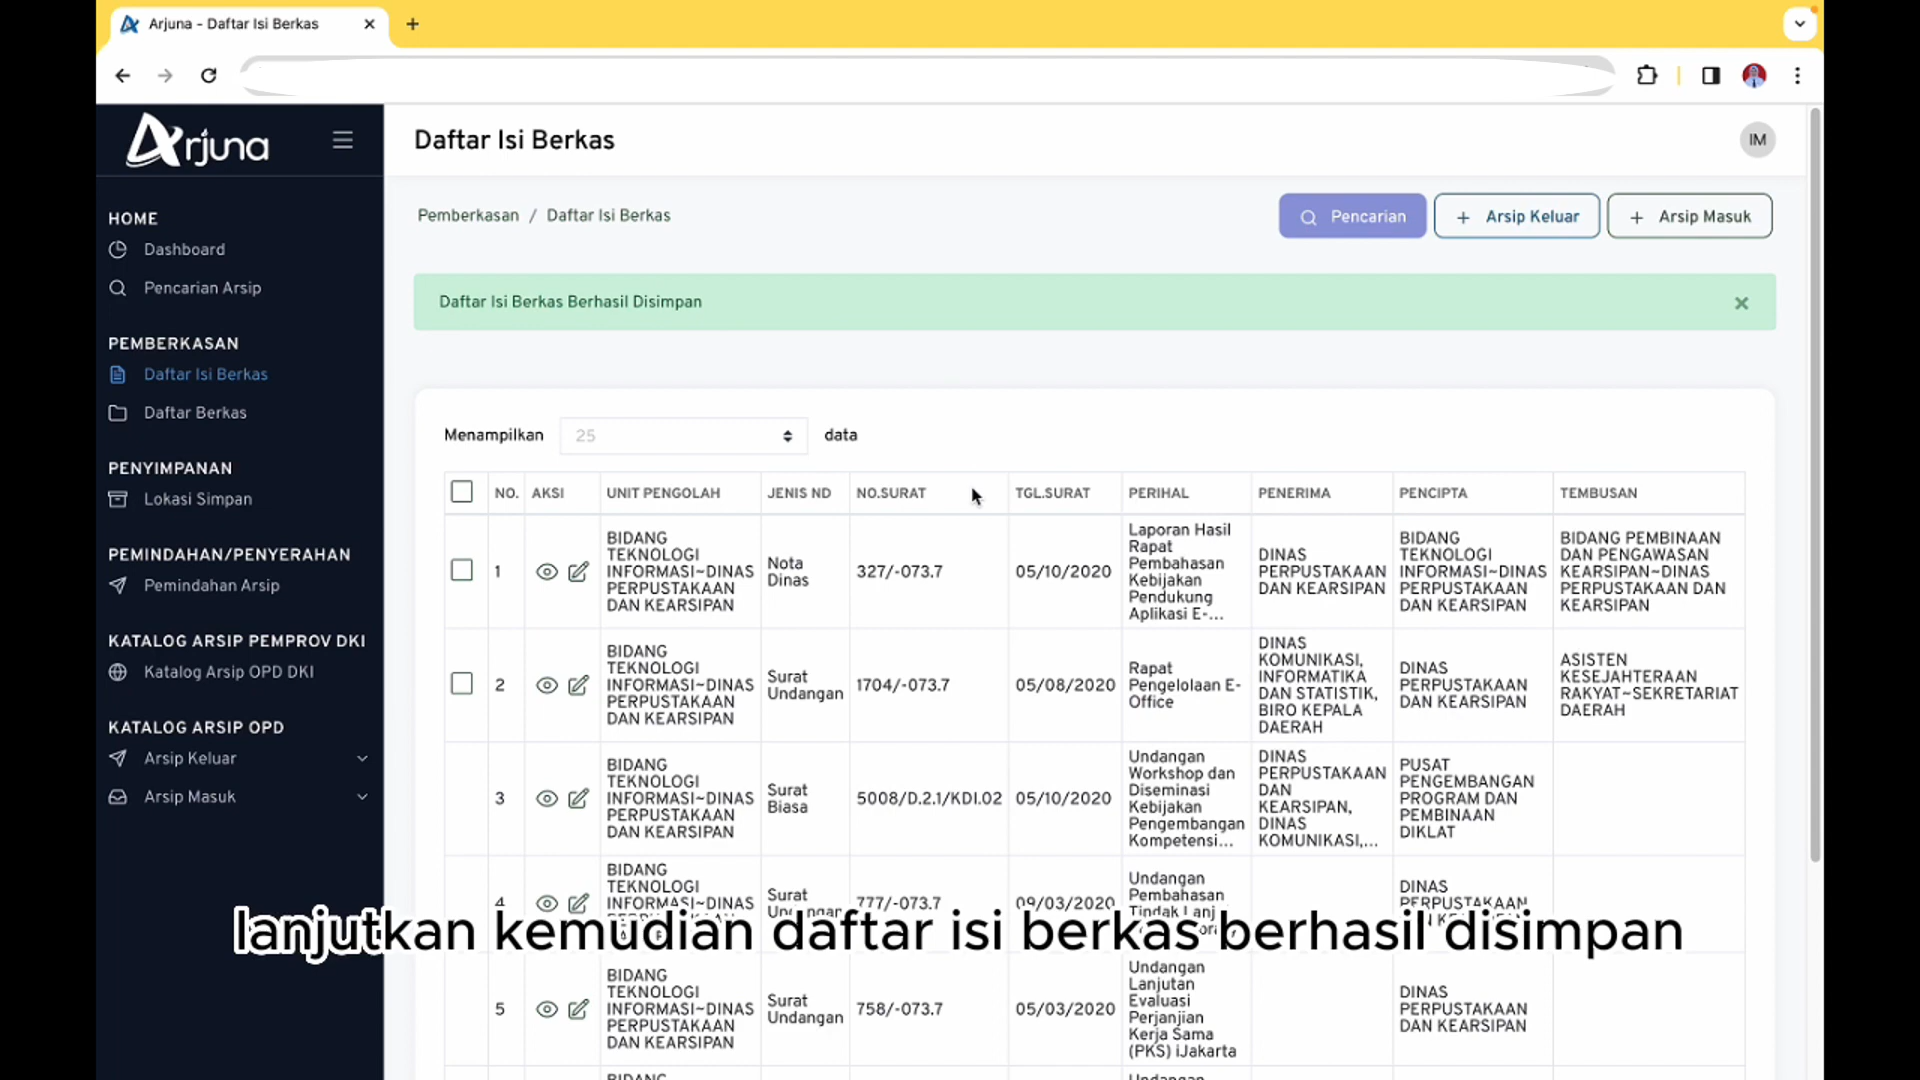 Arjuna - Daftar Isi Berkas
Arjuna
Daftar Isi Berkas
IM
HOME
Dashboard
Pencarian Arsip
PEMBERKASAN
Daftar Isi Berkas
Daftar Berkas
PENYIMPANAN
Lokasi Simpan
PEMINDAHAN/PENYERAHAN
Pemindahan Arsip
KATALOG ARSIP PEMPROV DKI
Katalog Arsip OPD DKI
KATALOG ARSIP OPD
Arsip Keluar
Arsip Masuk
Pemberkasan / Daftar Isi Berkas
Pencarian
+ Arsip Keluar
+ Arsip Masuk
Daftar Isi Berkas Berhasil Disimpan
Menampilkan 25 data
NO. AKSI UNIT PENGOLAH JENIS ND NO.SURAT TGL.SURAT PERIHAL PENERIMA PENCIPTA TEMBUSAN
1
BIDANG
TEKNOLOGI
INFORMASI~DINAS
PERPUSTAKAAN
DAN KEARSIPAN
Nota
Dinas
327/-073.7
05/10/2020
Laporan Hasil
Rapat
Pembahasan
Kebijakan
Pendukung
Aplikasi E-...
DINAS
PERPUSTAKAAN
DAN KEARSIPAN
BIDANG
TEKNOLOGI
INFORMASI~DINAS
PERPUSTAKAAN
DAN KEARSIPAN
BIDANG PEMBINAAN
DAN PENGAWASAN
KEARSIPAN~DINAS
PERPUSTAKAAN DAN
KEARSIPAN
2
BIDANG
TEKNOLOGI
INFORMASI~DINAS
PERPUSTAKAAN
DAN KEARSIPAN
Surat
Undangan
1704/-073.7
05/08/2020
Rapat
Pengelolaan E-
Office
DINAS
KOMUNIKASI,
INFORMATIKA
DAN STATISTIK,
BIRO KEPALA
DAERAH
DINAS
PERPUSTAKAAN
DAN KEARSIPAN
ASISTEN
KESEJAHTERAAN
RAKYAT~SEKRETARIAT
DAERAH
3
BIDANG
TEKNOLOGI
INFORMASI~DINAS
PERPUSTAKAAN
DAN KEARSIPAN
Surat
Biasa
5008/D.2.1/KDI.02
05/10/2020
Undangan
Workshop dan
Diseminasi
Kebijakan
Pengembangan
Kompetensi...
DINAS
PERPUSTAKAAN
DAN
KEARSIPAN,
DINAS
KOMUNIKASI,...
PUSAT
PENGEMBANGAN
PROGRAM DAN
PEMBINAAN
DIKLAT
4
BIDANG
TEKNOLOGI
INFORMASI~DINAS
Surat
Undangan
777/-073.7
09/03/2020
Undangan
Pembahasan
DINAS
PERPUSTAKAAN
lanjutkan kemudian daftar isi berkas berhasil disimpan
5
BIDANG
TEKNOLOGI
INFORMASI~DINAS
PERPUSTAKAAN
DAN KEARSIPAN
Surat
Undangan
758/-073.7
05/03/2020
Undangan
Lanjutan
Evaluasi
Perjanjian
Kerja Sama
(PKS) iJakarta
DINAS
PERPUSTAKAAN
DAN KEARSIPAN